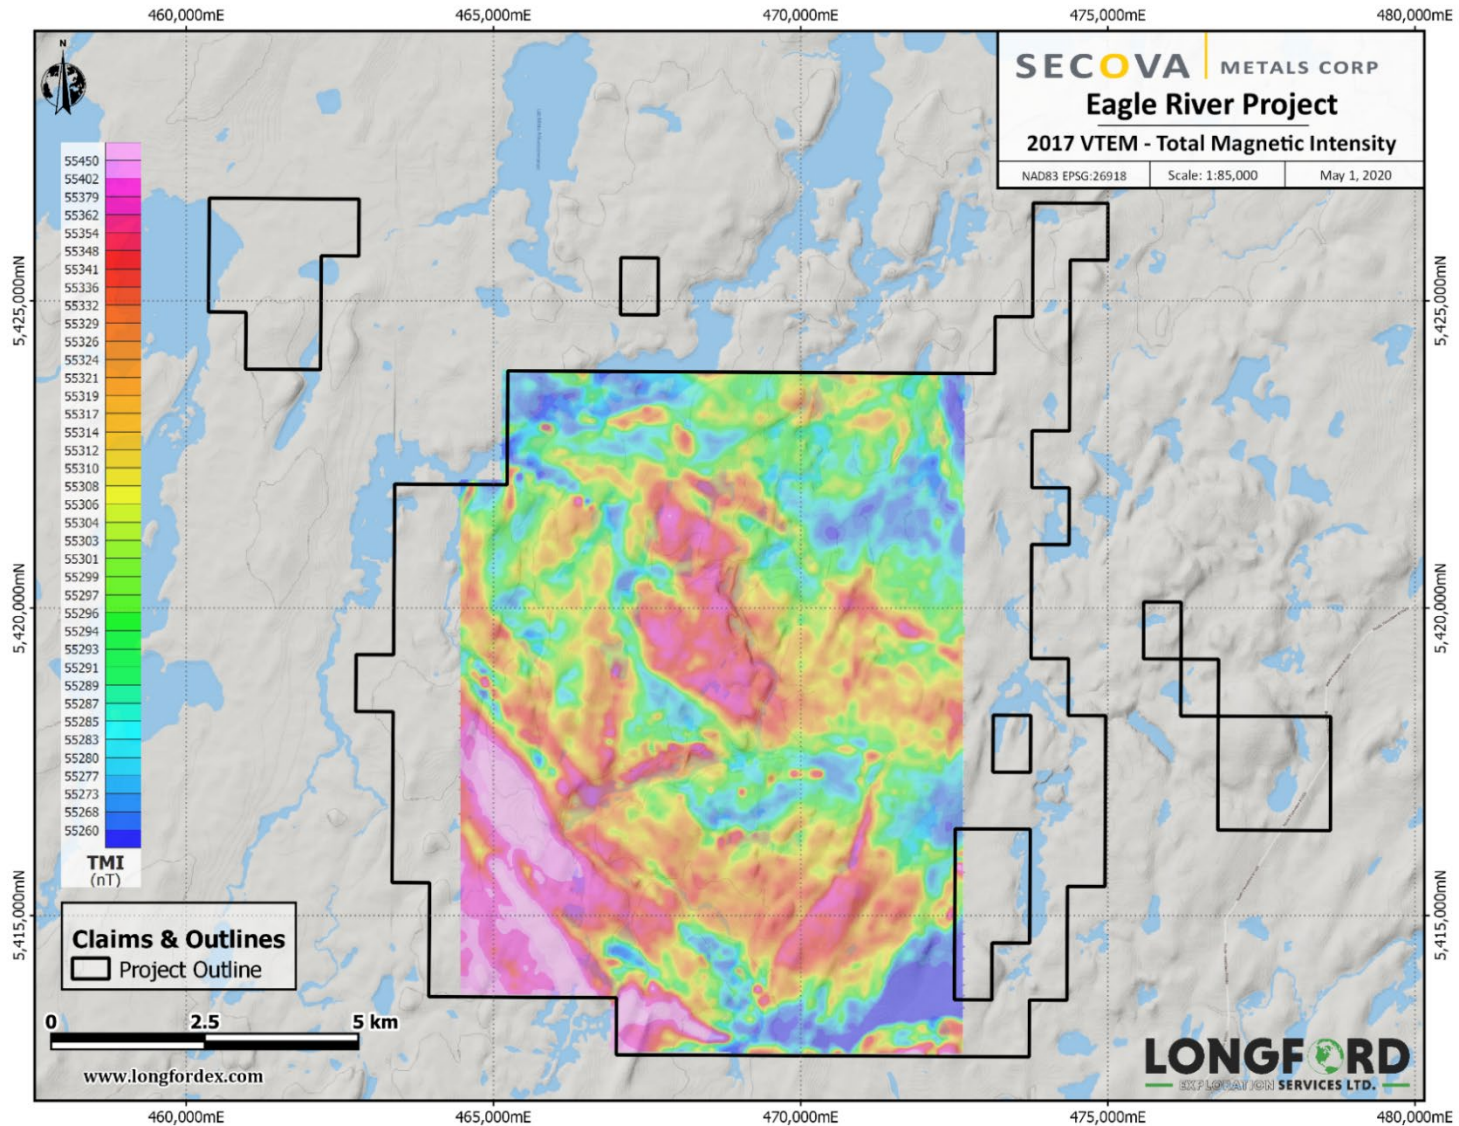 460,000mE 465,000mE 470,000mE 475,000mE 480,000mE
N
SECOVA METALS CORP
Eagle River Project
2017 VTEM - Total Magnetic Intensity
NAD83 EPSG:26918 Scale: 1:85,000 May 1, 2020
55450
55402
55379
55362
55354
55348
55341
55336
55332
55329
55326
55324
55321
55319
55317
55314
55312
55310
55308
55306
55304
55303
55301
55299
55297
55296
55294
55293
55291
55289
55287
55285
55283
55280
55277
55273
55268
55260
TMI
(nT)
5,425,000mN
5,420,000mN
5,415,000mN
5,425,000mN
5,420,000mN
5,415,000mN
Claims & Outlines
Project Outline
0 2.5 5 km
www.longfordex.com
LONGFORD
EXPLORATION SERVICES LTD.
460,000mE 465,000mE 470,000mE 475,000mE 480,000mE